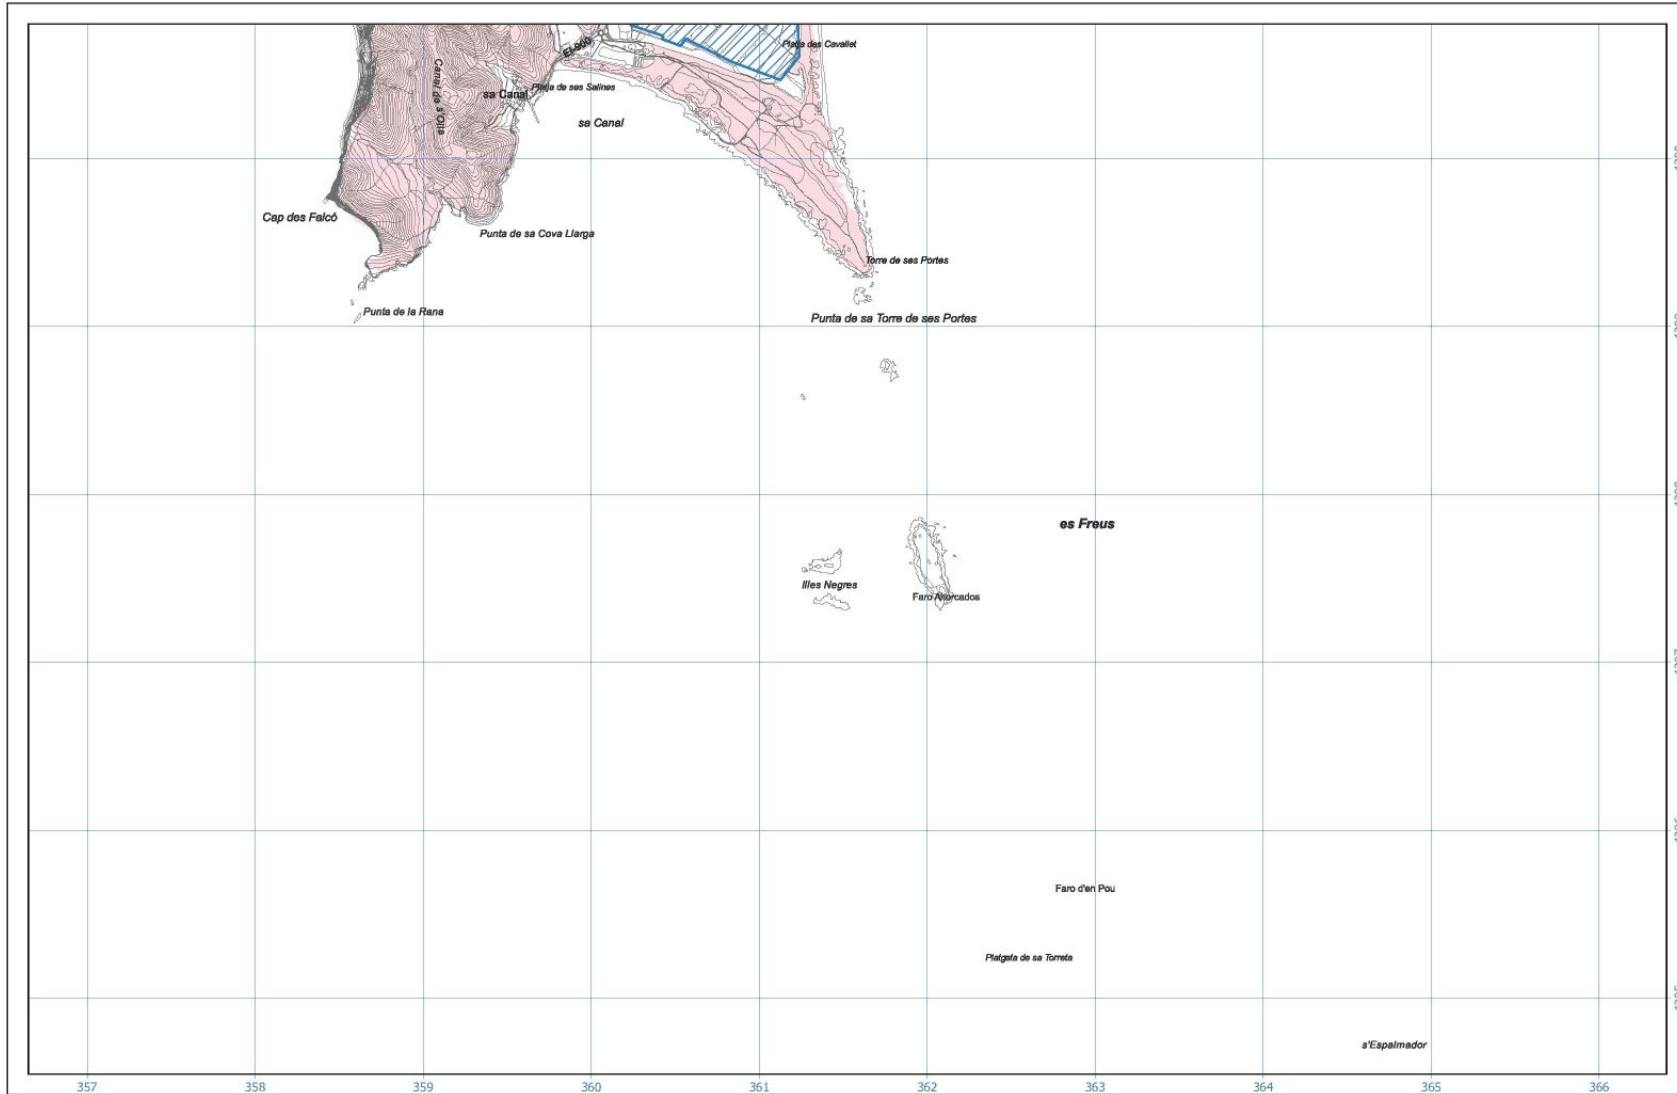 Platja des Cavallet
EI-900
Canal de s'Olla
sa Canal
Platja de ses Salines
sa Canal
Cap des Falcó
Punta de sa Cova Llarga
Torre de ses Portes
Punta de la Rana
Punta de sa Torre de ses Portes
es Freus
Illes Negres
Faro Ahorcados
Faro d'en Pou
Platgeta de sa Torreta
s'Espalmador
357 358 359 360 361 362 363 364 365 366